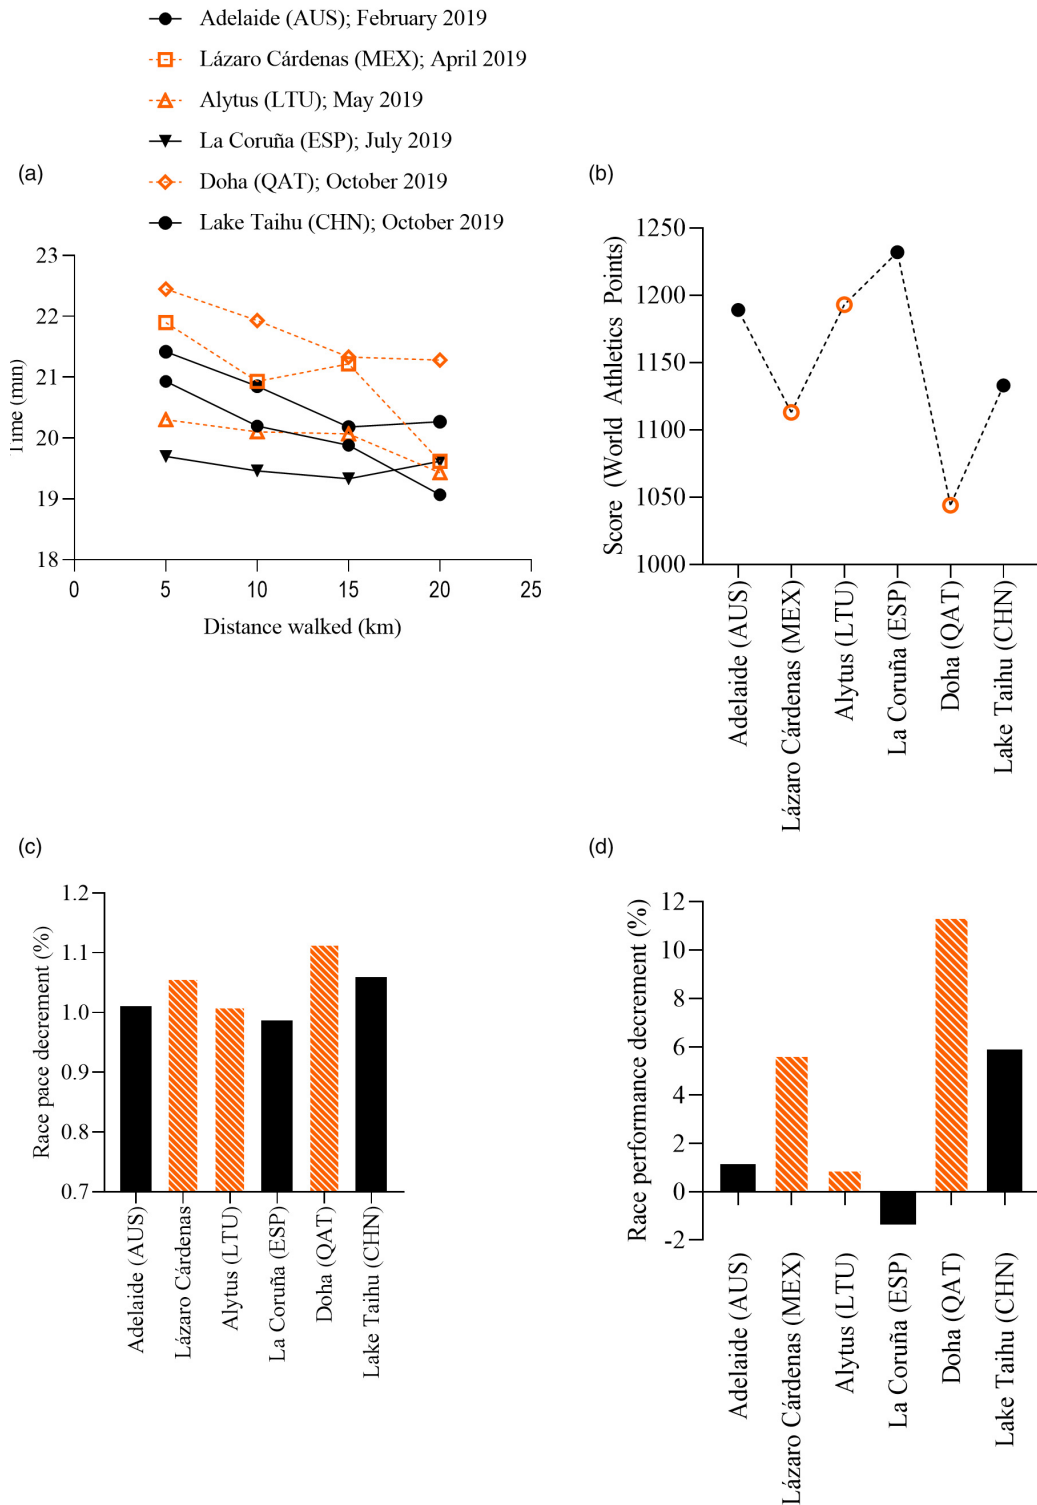 Adelaide (AUS); February 2019
Lázaro Cárdenas (MEX); April 2019
Alytus (LTU); May 2019
La Coruña (ESP); July 2019
Doha (QAT); October 2019
Lake Taihu (CHN); October 2019
(a)
23
22
21
20
19
18
Time (min)
0
5
10
15
20
25
Distance walked (km)
(b)
1250
1200
1150
1100
1050
1000
Score (World Athletics Points)
Adelaide (AUS)
Lázaro Cárdenas (MEX)
Alytus (LTU)
La Coruña (ESP)
Doha (QAT)
Lake Taihu (CHN)
(c)
1.2
1.1
1.0
0.9
0.8
0.7
Race pace decrement (%)
Adelaide (AUS)
Lázaro Cárdenas
Alytus (LTU)
La Coruña (ESP)
Doha (QAT)
Lake Taihu (CHN)
(d)
12
10
8
6
4
2
0
-2
Race performance decrement (%)
Adelaide (AUS)
Lázaro Cárdenas (MEX)
Alytus (LTU)
La Coruña (ESP)
Doha (QAT)
Lake Taihu (CHN)